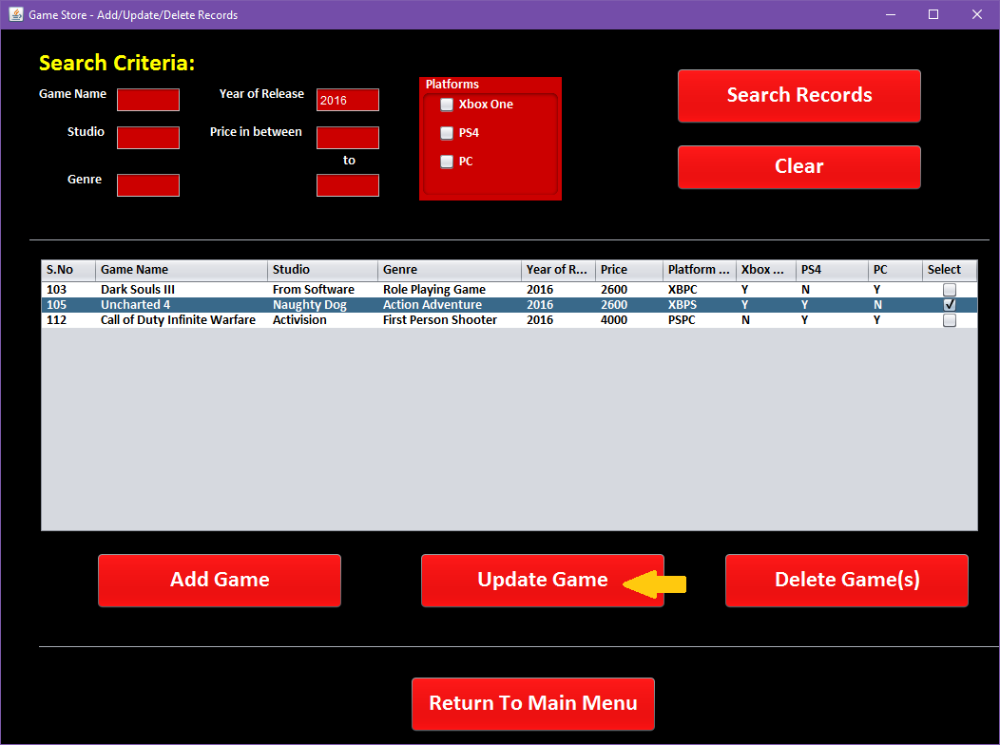 Game Store - Add/Update/Delete Records
Search Criteria:
Game Name
Year of Release 2016
Studio
Price in between
to
Genre
Platforms
Xbox One
PS4
PC
Search Records
Clear
S.No Game Name Studio Genre Year of R... Price Platform ... Xbox ... PS4 PC Select
103 Dark Souls III From Software Role Playing Game 2016 2600 XBPC Y N Y
105 Uncharted 4 Naughty Dog Action Adventure 2016 2600 XBPS Y Y N
112 Call of Duty Infinite Warfare Activision First Person Shooter 2016 4000 PSPC N Y Y
Add Game
Update Game
Delete Game(s)
Return To Main Menu